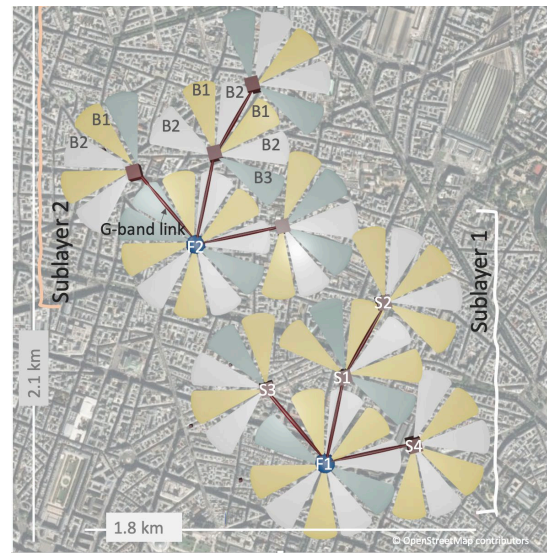 B1
B2
B1
B1
B2
B2
B2
B3
G-band link
F2
Sublayer 2
S2
Sublayer 1
S1
S3
S4
F1
2.1 km
1.8 km
© OpenStreetMap contributors